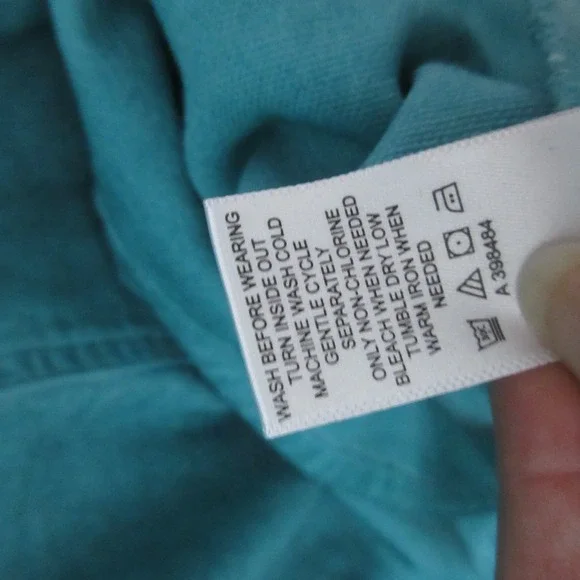 WASH BEFORE WEARING
TURN INSIDE OUT
MACHINE WASH COLD
GENTLE CYCLE
SEPARATELY
ONLY NON-CHLORINE
BLEACH WHEN NEEDED
TUMBLE DRY LOW
WARM IRON WHEN
NEEDED
A 398484